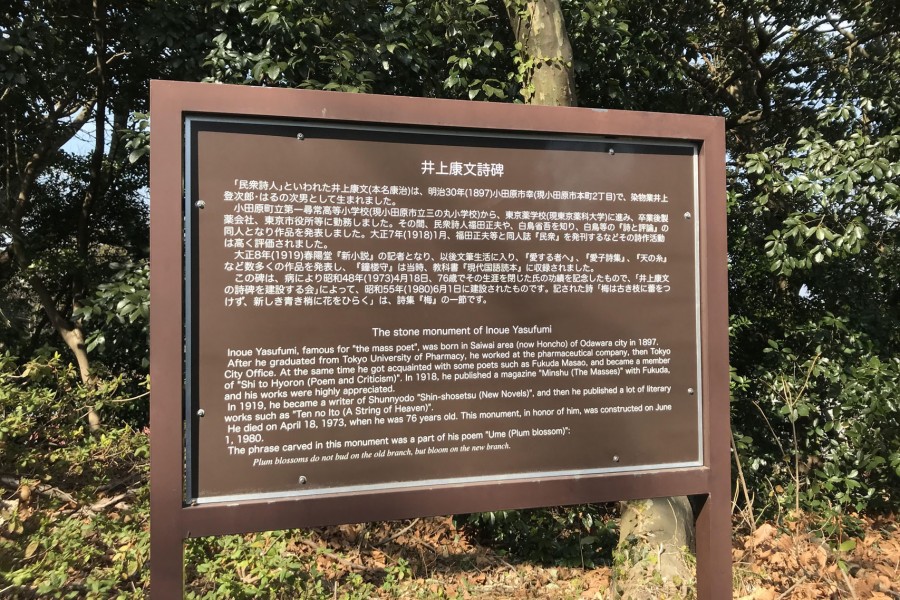 井上康文詩碑
「民衆詩人」といわれた井上康文(本名康治)は、明治30年(1897)小田原市幸(現小田原市本町2丁目)で、染物業井上
登次郎・はるの次男として生まれました。
小田原町立第一尋常高等小学校(現小田原市立三の丸小学校)から、東京薬学校(現東京薬科大学)に進み、卒業後製
薬会社、東京市役所等に勤務しました。その間、民衆詩人福田正夫や、白鳥省吾を知り、白鳥等の『詩と評論』の
同人となり作品を発表しました。大正7年(1918)1月、福田正夫等と同人誌『民衆』を発刊するなどその詩作活動
は高く評価されました。
大正8年(1919)春陽堂『新小説』の記者となり、以後文筆生活に入り、『愛する者へ』、『愛子詩集』、『天の糸』
など数多くの作品を発表し、『鐘楼守』は当時、教科書『現代国語読本』に収録されました。
この碑は、病により昭和48年(1973)4月18日、76歳でその生涯を閉じた氏の功績を記念したもので、「井上康文
の詩碑を建設する会」によって、昭和55年(1980)6月1日に建設されたものです。記された詩「梅は古き枝に蕾をつ
けず、新しき青き梢に花をひらく」は、詩集『梅』の一節です。
The stone monument of Inoue Yasufumi
Inoue Yasufumi, famous for "the mass poet", was born in Saiwai area (now Honcho) of Odawara city in 1897.
After he graduated from Tokyo University of Pharmacy, he worked at the pharmaceutical company, then Tokyo
City Office. At the same time he got acquainted with some poets such as Fukuda Masao, and became a member
of "Shi to Hyoron (Poem and Criticism)". In 1918, he published a magazine "Minshu (The Masses)" with Fukuda,
and his works were highly appreciated.
In 1919, he became a writer of Shunnyodo "Shin-shosetsu (New Novels)", and then he published a lot of literary
works such as "Ten no Ito (A String of Heaven)".
He died on April 18, 1973, when he was 76 years old. This monument, in honor of him, was constructed on June
1, 1980.
The phrase carved in this monument was a part of his poem "Ume (Plum blossom)":
Plum blossoms do not bud on the old branch, but bloom on the new branch.